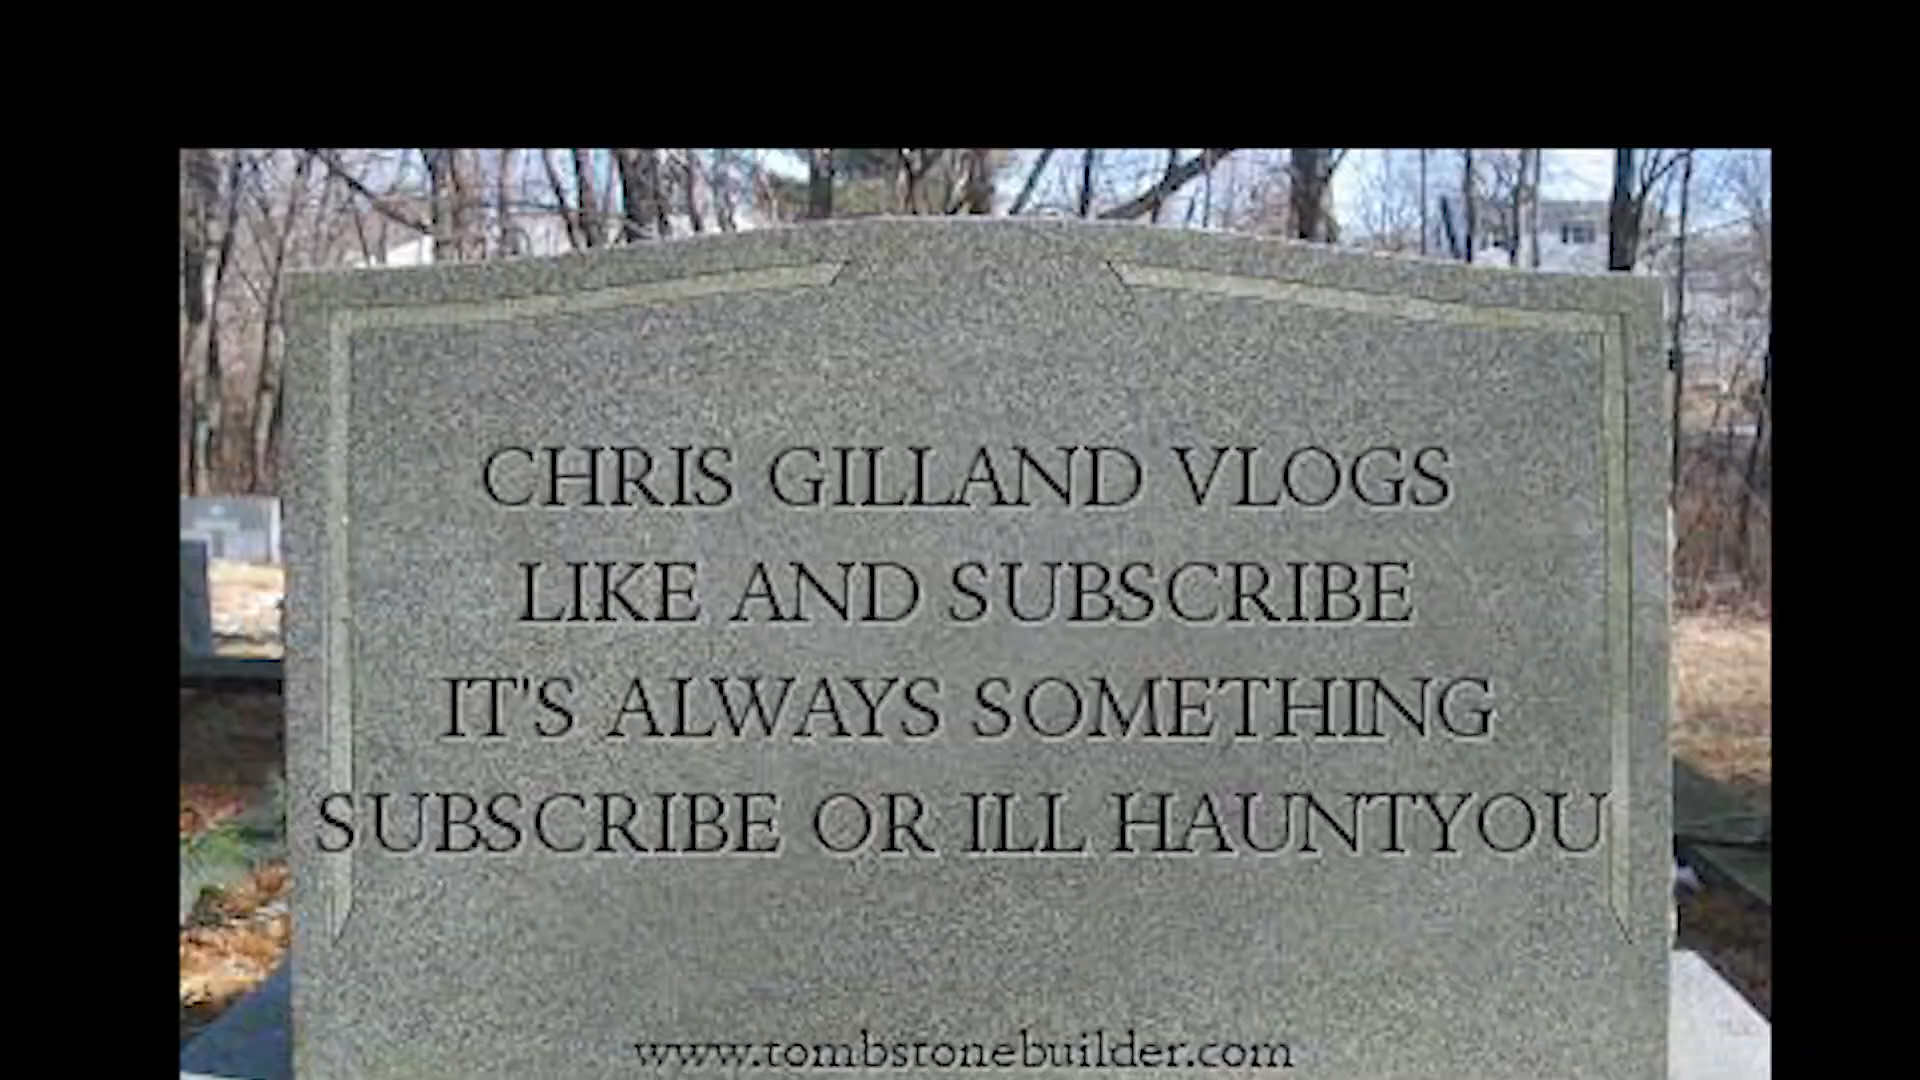 CHRIS GILLAND VLOGS
LIKE AND SUBSCRIBE
IT'S ALWAYS SOMETHING
SUBSCRIBE OR ILL HAUNTYOU
www.tombstonebuilder.com